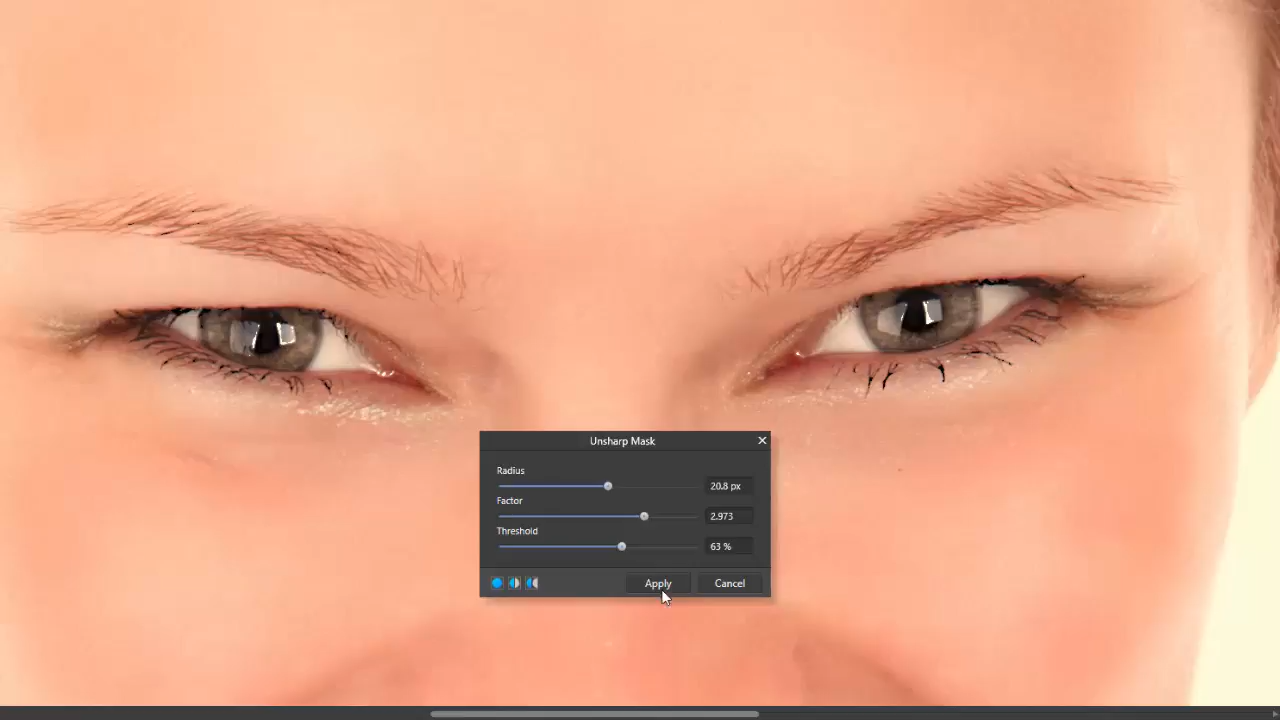 Unsharp Mask
Radius
20.8 px
Factor
2.973
Threshold
63 %
Apply Cancel